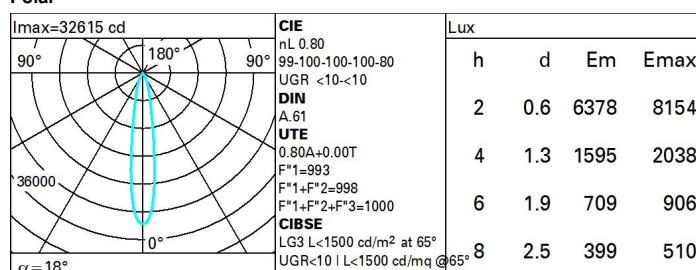 Imax=32615 cd
90° 180° 90°
36000
0°
α=18°
CIE
nL 0.80
99-100-100-100-80
UGR <10-<10
DIN
A.61
UTE
0.80A+0.00T
F"1=993
F"1+F"2=998
F"1+F"2+F"3=1000
CIBSE
LG3 L<1500 cd/m² at 65°
UGR<10 | L<1500 cd/mq @65°
Lux
h d Em Emax
2 0.6 6378 8154
4 1.3 1595 2038
6 1.9 709 906
8 2.5 399 510